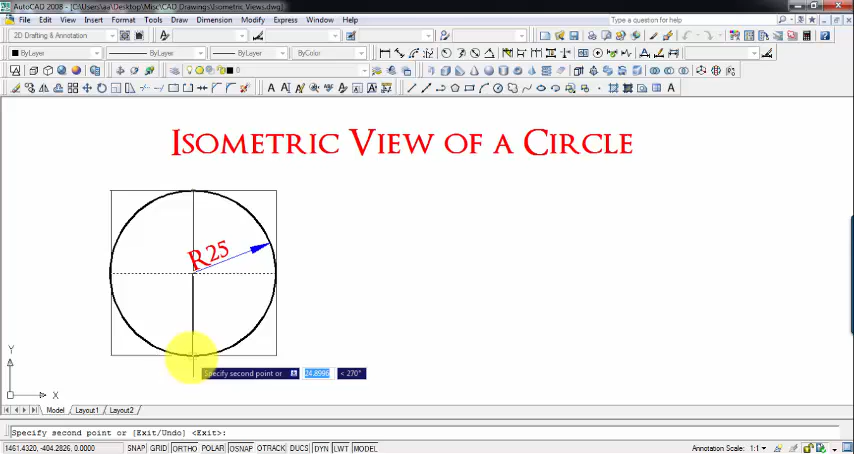 AutoCAD 2008 - [C:\Users\aa\Desktop\Misc\CAD Drawings\Isometric Views.dwg]
File Edit View Insert Format Tools Draw Dimension Modify Express Window Help
Type a question for help
2D Drafting & Annotation
ByLayer ByLayer ByLayer ByColor
0
Isometric View of a Circle
R25
Specify second point or 24.8996 < 270°
Y
X
Model Layout1 Layout2
Specify second point or [Exit/Undo] <Exit>:
1461.4320, -404.2826, 0.0000 SNAP GRID ORTHO POLAR OSNAP OTRACK DUCS DYN LWT MODEL Annotation Scale: 1:1